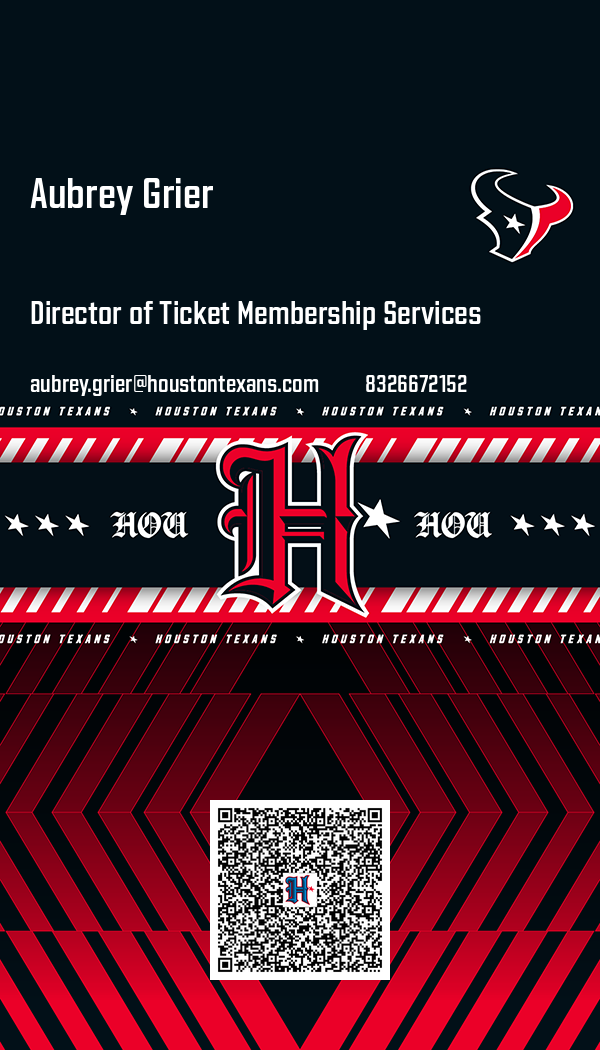 Aubrey Grier
Director of Ticket Membership Services
aubrey.grier@houstontexans.com 8326672152
HOUSTON TEXANS ★ HOUSTON TEXANS ★ HOUSTON TEXANS ★ HOUSTON TEXANS
★ ★ ★ HOU H★ HOU ★ ★ ★
HOUSTON TEXANS ★ HOUSTON TEXANS ★ HOUSTON TEXANS ★ HOUSTON TEXANS
H